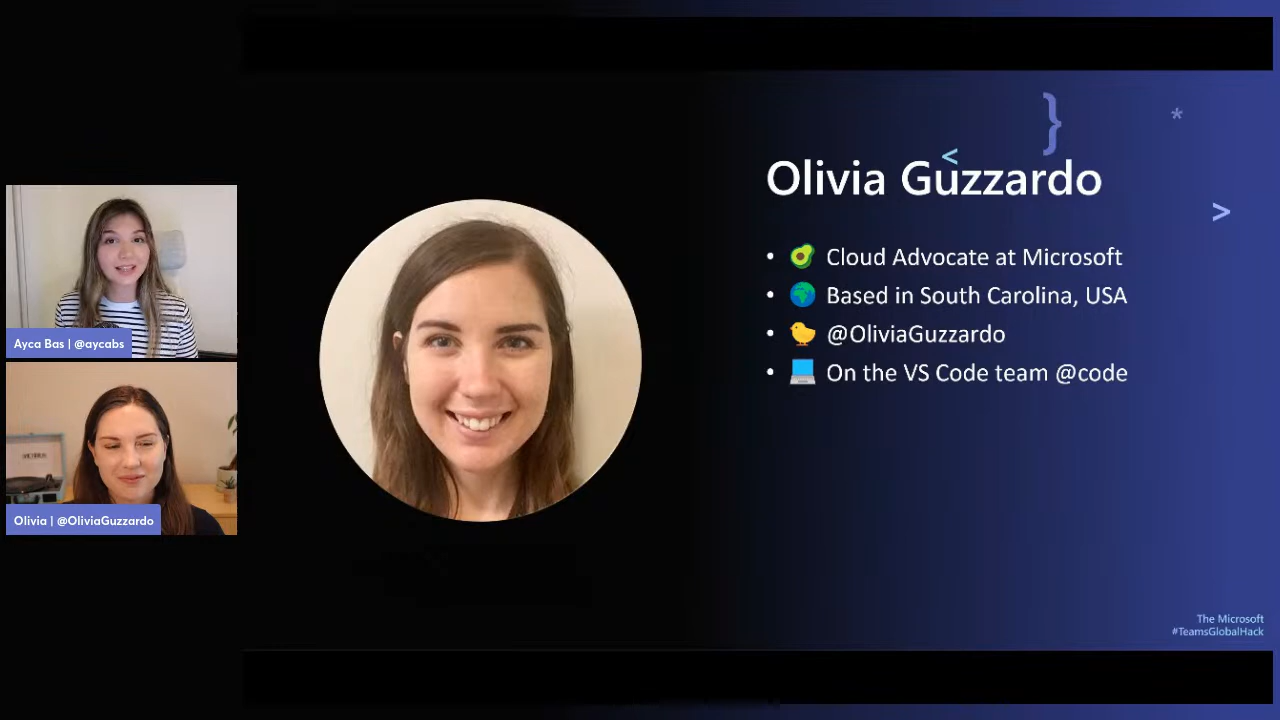 Ayca Bas | @aycabs
Olivia | @OliviaGuzzardo
}
*
<
Olivia Guzzardo
>
• 🥑 Cloud Advocate at Microsoft
• 🌍 Based in South Carolina, USA
• 🐤 @OliviaGuzzardo
• 💻 On the VS Code team @code
The Microsoft
#TeamsGlobalHack